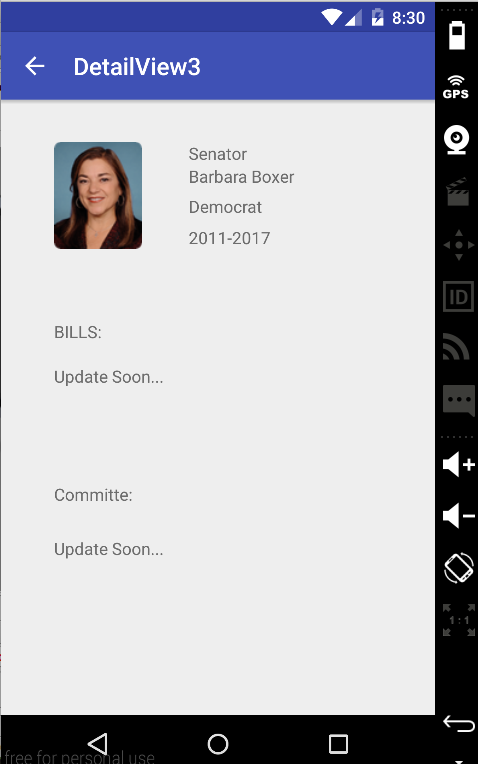 8:30
DetailView3
GPS
Senator
Barbara Boxer
Democrat
2011-2017
ID
BILLS:
Update Soon...
Committe:
Update Soon...
1:1
free for personal use